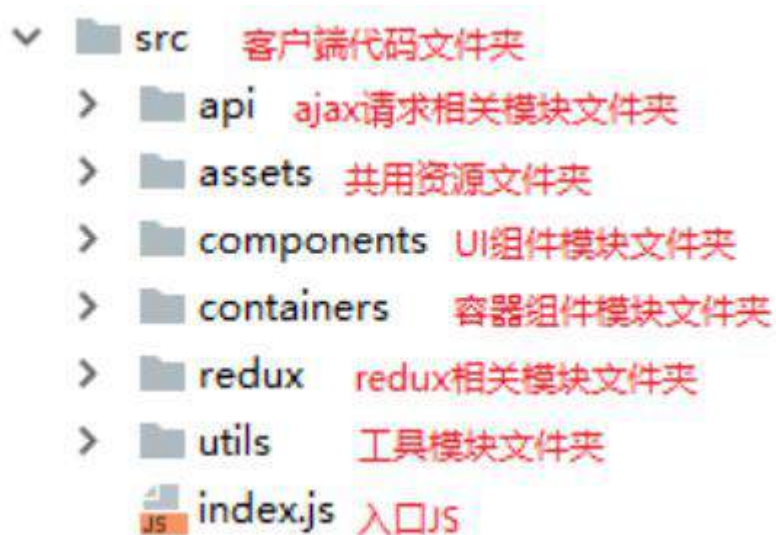 src 客户端代码文件夹
api ajax请求相关模块文件夹
assets 共用资源文件夹
components UI组件模块文件夹
containers 容器组件模块文件夹
redux redux相关模块文件夹
utils 工具模块文件夹
JS index.js 入口JS